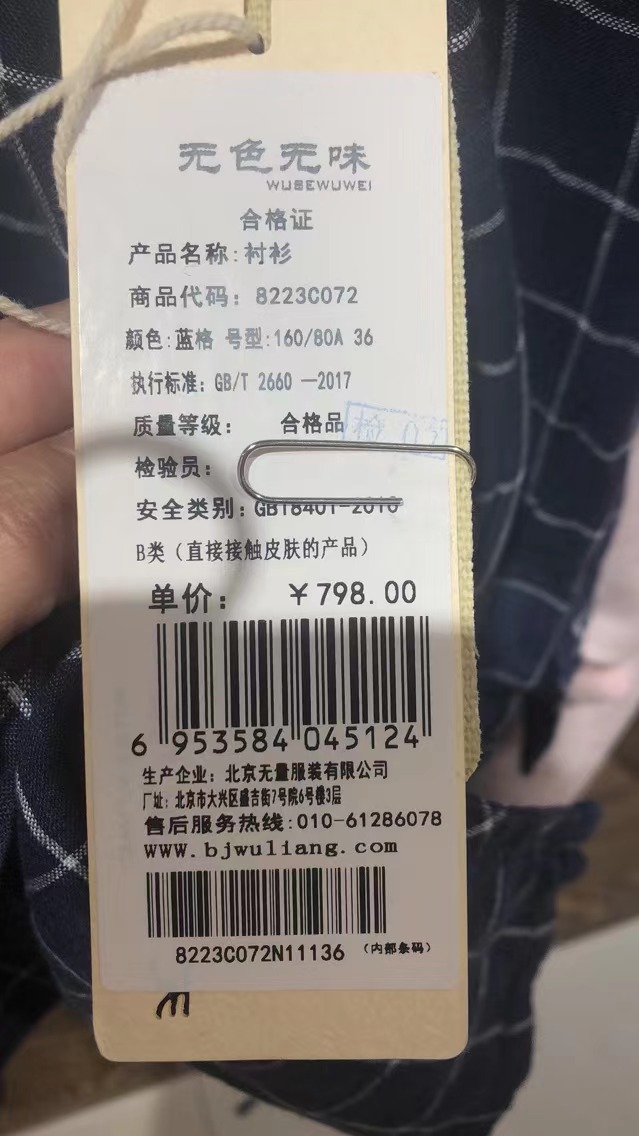 无色无味
WUSEWUWEI
合格证
产品名称:衬衫
商品代码：8223C072
颜色:蓝格 号型:160/80A 36
执行标准：GB/T 2660 —2017
质量等级： 合格品
检验员：
安全类别：GB18401-2010
B类（直接接触皮肤的产品）
单价： ￥798.00
6 953584 045124
生产企业：北京无量服装有限公司
厂址：北京市大兴区盛吉街7号院6号楼3层
售后服务热线:010-61286078
www.bjwuliang.com
8223C072N11136 （内部条码）